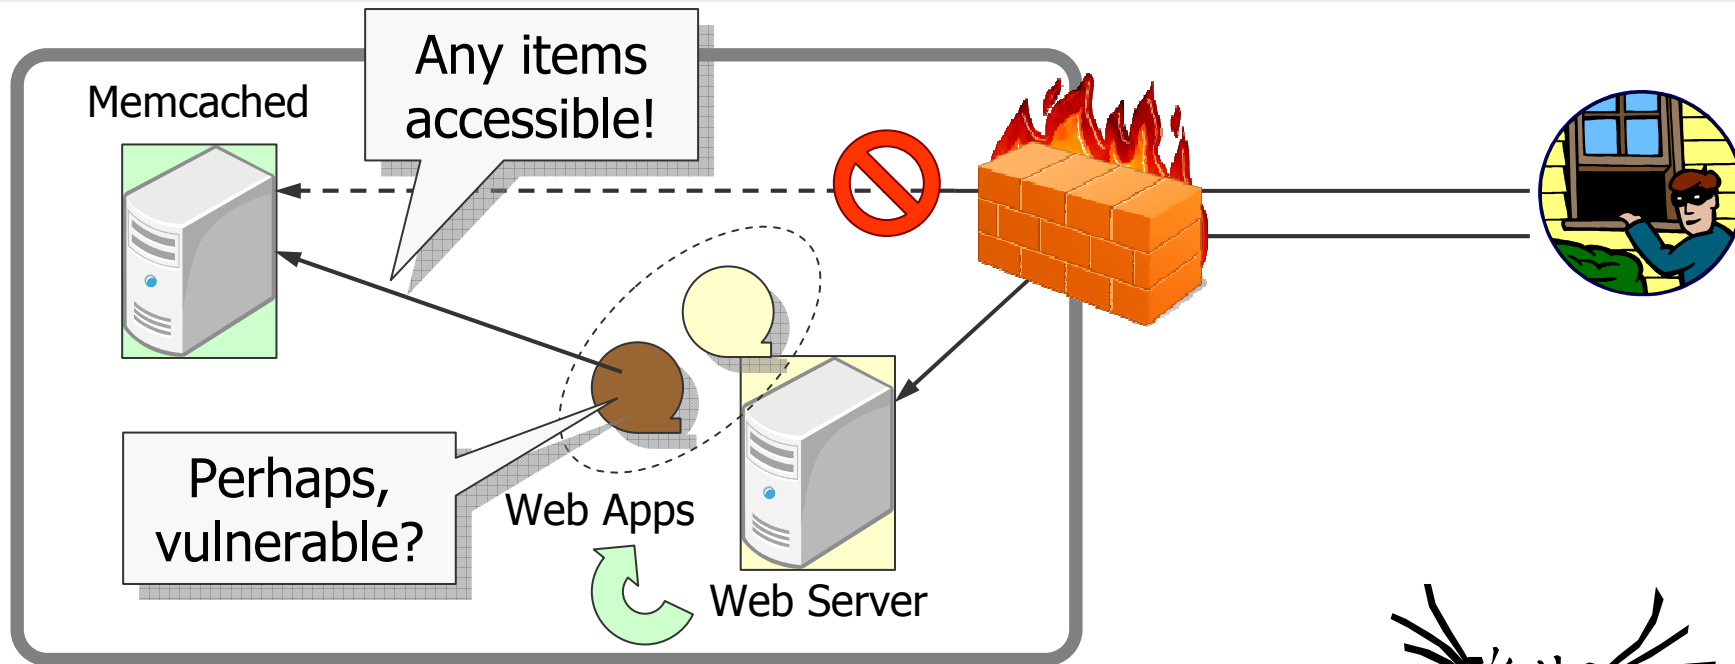 Any items
accessible!
Memcached
Perhaps,
vulnerable?
Web Apps
Web Server